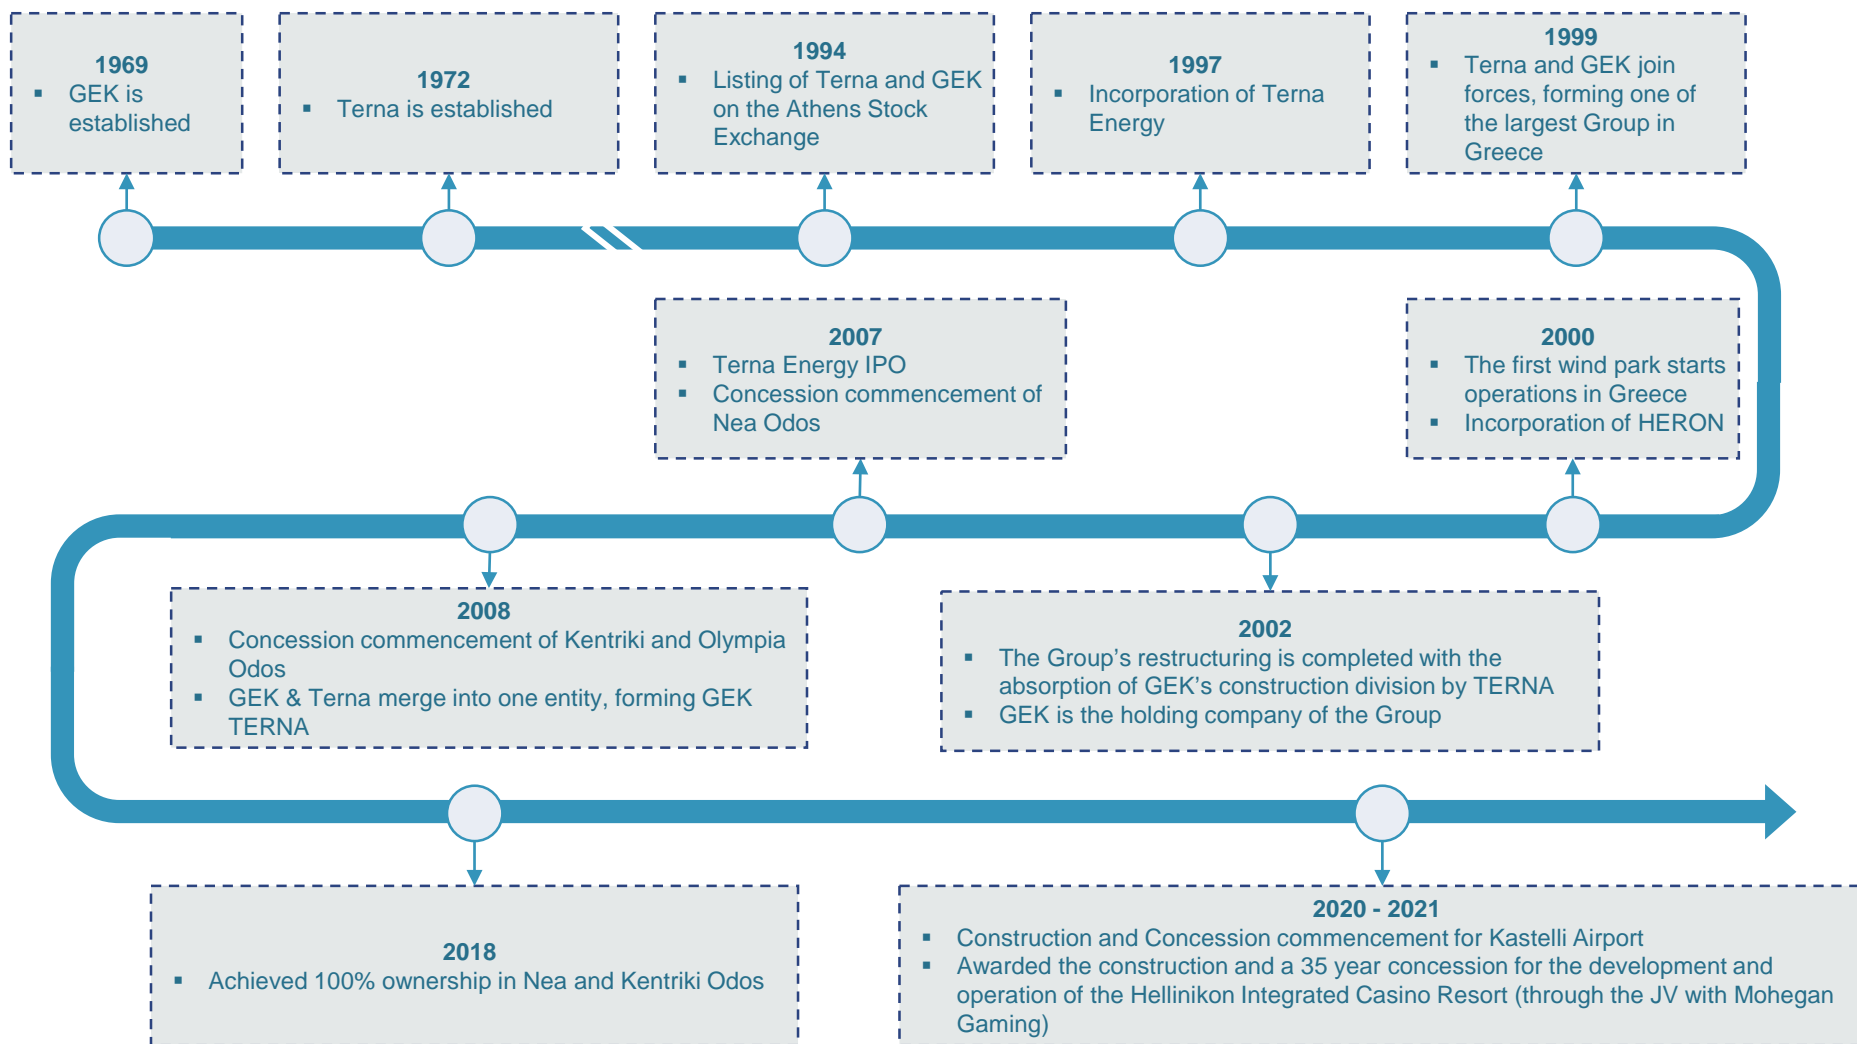 1969
▪ GEK is
established
1972
▪ Terna is established
1994
▪ Listing of Terna and GEK
on the Athens Stock
Exchange
1997
▪ Incorporation of Terna
Energy
1999
▪ Terna and GEK join
forces, forming one of
the largest Group in
Greece
2000
▪ The first wind park starts
operations in Greece
▪ Incorporation of HERON
2002
▪ The Group’s restructuring is completed with the
absorption of GEK’s construction division by TERNA
▪ GEK is the holding company of the Group
2007
▪ Terna Energy IPO
▪ Concession commencement of
Nea Odos
2008
▪ Concession commencement of Kentriki and Olympia
Odos
▪ GEK & Terna merge into one entity, forming GEK
TERNA
2018
▪ Achieved 100% ownership in Nea and Kentriki Odos
2020 - 2021
▪ Construction and Concession commencement for Kastelli Airport
▪ Awarded the construction and a 35 year concession for the development and
operation of the Hellinikon Integrated Casino Resort (through the JV with Mohegan
Gaming)